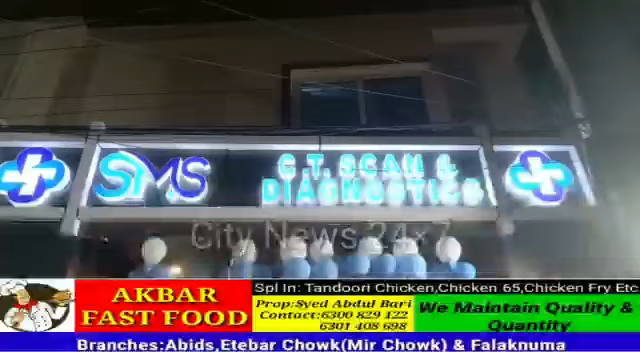 SMS
C.T. SCAN &
DIAGNOSTICS
City News 24x7
AKBAR
FAST FOOD
Spl In: Tandoori Chicken,Chicken 65,Chicken Fry Etc
Prop:Syed Abdul Bari
Contact:6300 829 122
6301 408 698
We Maintain Quality &
Quantity
Branches:Abids,Etebar Chowk(Mir Chowk) & Falaknuma